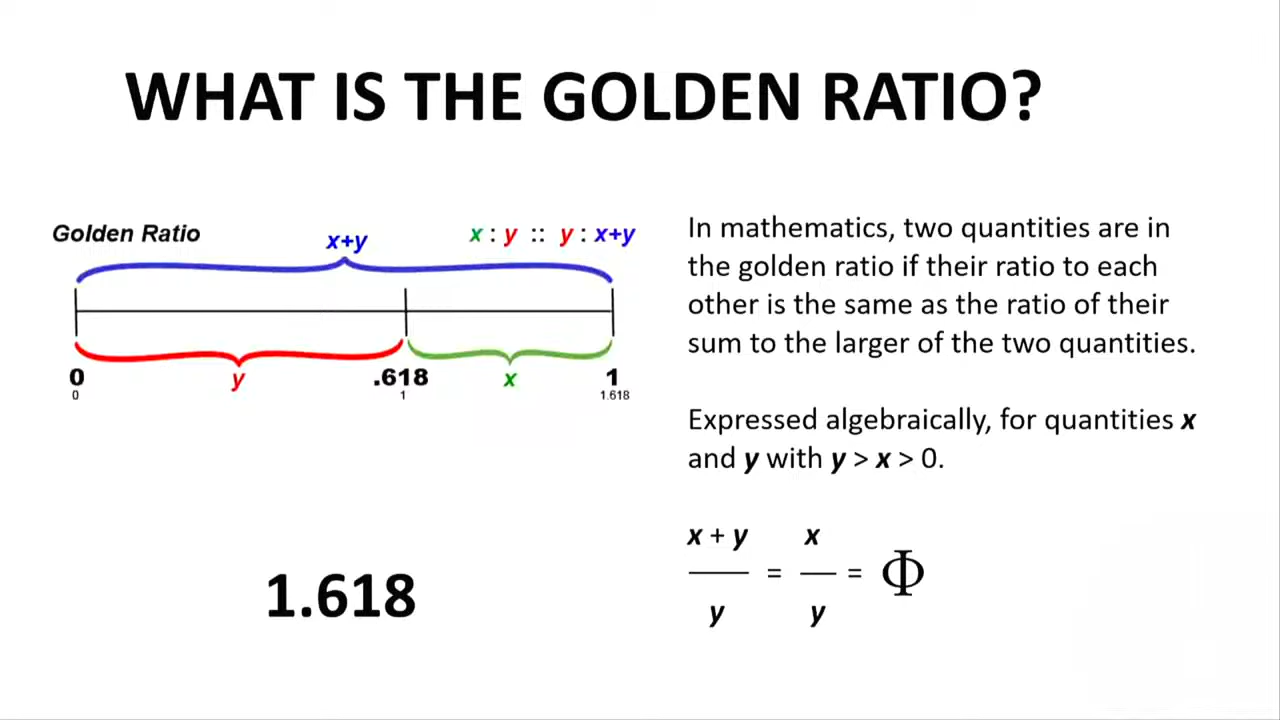 WHAT IS THE GOLDEN RATIO?
Golden Ratio
x+y
x : y :: y : x+y
0
y
.618
x
1
0
1
1.618
1.618
In mathematics, two quantities are in
the golden ratio if their ratio to each
other is the same as the ratio of their
sum to the larger of the two quantities.
Expressed algebraically, for quantities x
and y with y > x > 0.
x + y
x
= = Φ
y
y